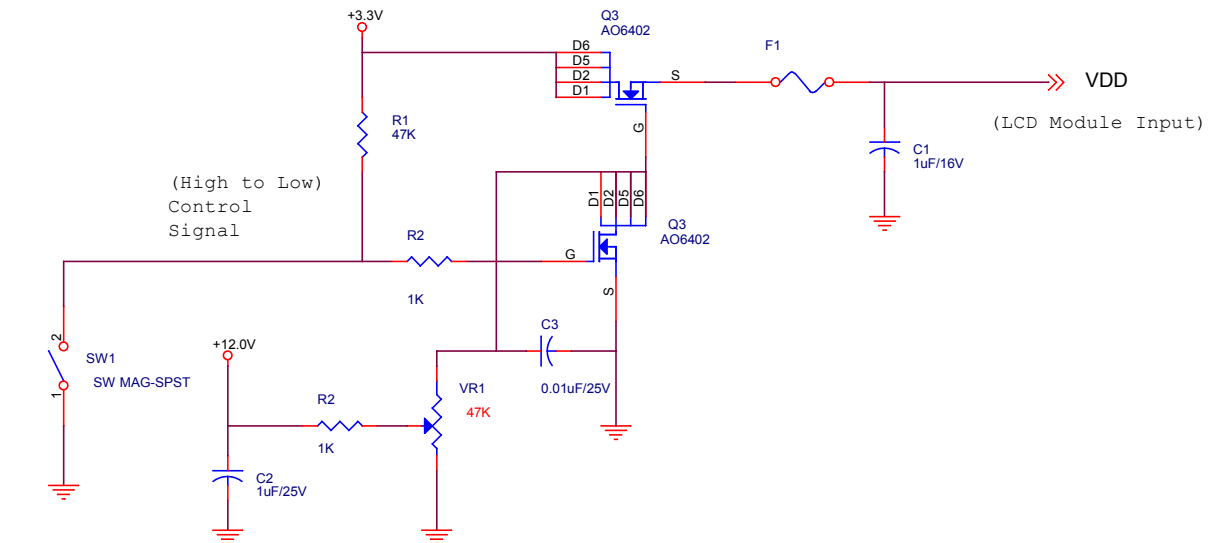 +3.3V
Q3
AO6402
D6
D5
D2
D1
S
G
F1
VDD
(LCD Module Input)
R1
47K
C1
1uF/16V
(High to Low)
Control
Signal
D1
D2
D5
D6
Q3
AO6402
R2
1K
G
S
2
1
SW1
SW MAG-SPST
+12.0V
C3
0.01uF/25V
R2
1K
VR1
47K
C2
1uF/25V